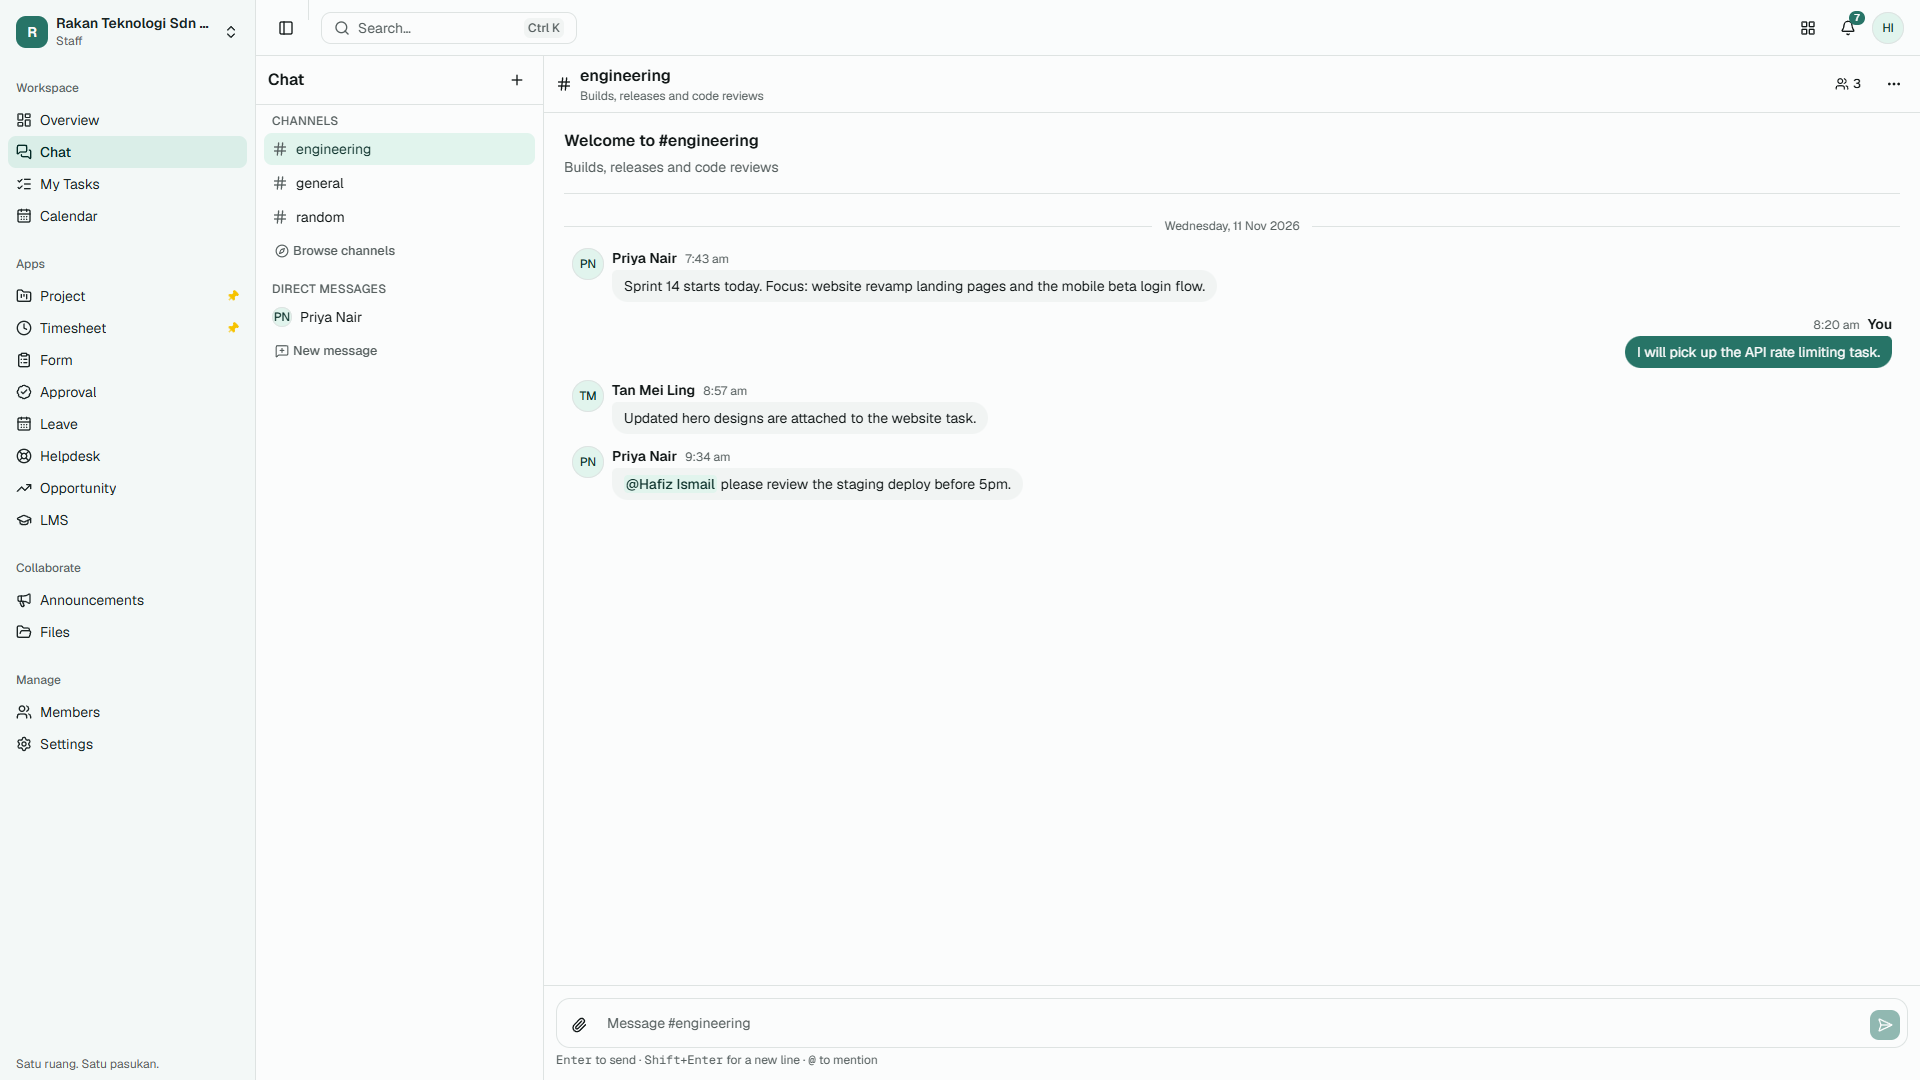 R
Rakan Teknologi Sdn ...
Staff
Workspace
Overview
Chat
My Tasks
Calendar
Apps
Project
Timesheet
Form
Approval
Leave
Helpdesk
Opportunity
LMS
Collaborate
Announcements
Files
Manage
Members
Settings
Satu ruang. Satu pasukan.
Search...
Ctrl K
7
HI
Chat
CHANNELS
engineering
general
random
Browse channels
DIRECT MESSAGES
PN Priya Nair
New message
engineering
Builds, releases and code reviews
3
Welcome to #engineering
Builds, releases and code reviews
Wednesday, 11 Nov 2026
PN
Priya Nair 7:43 am
Sprint 14 starts today. Focus: website revamp landing pages and the mobile beta login flow.
8:20 am You
I will pick up the API rate limiting task.
TM
Tan Mei Ling 8:57 am
Updated hero designs are attached to the website task.
PN
Priya Nair 9:34 am
@Hafiz Ismail please review the staging deploy before 5pm.
Message #engineering
Enter to send · Shift+Enter for a new line · @ to mention